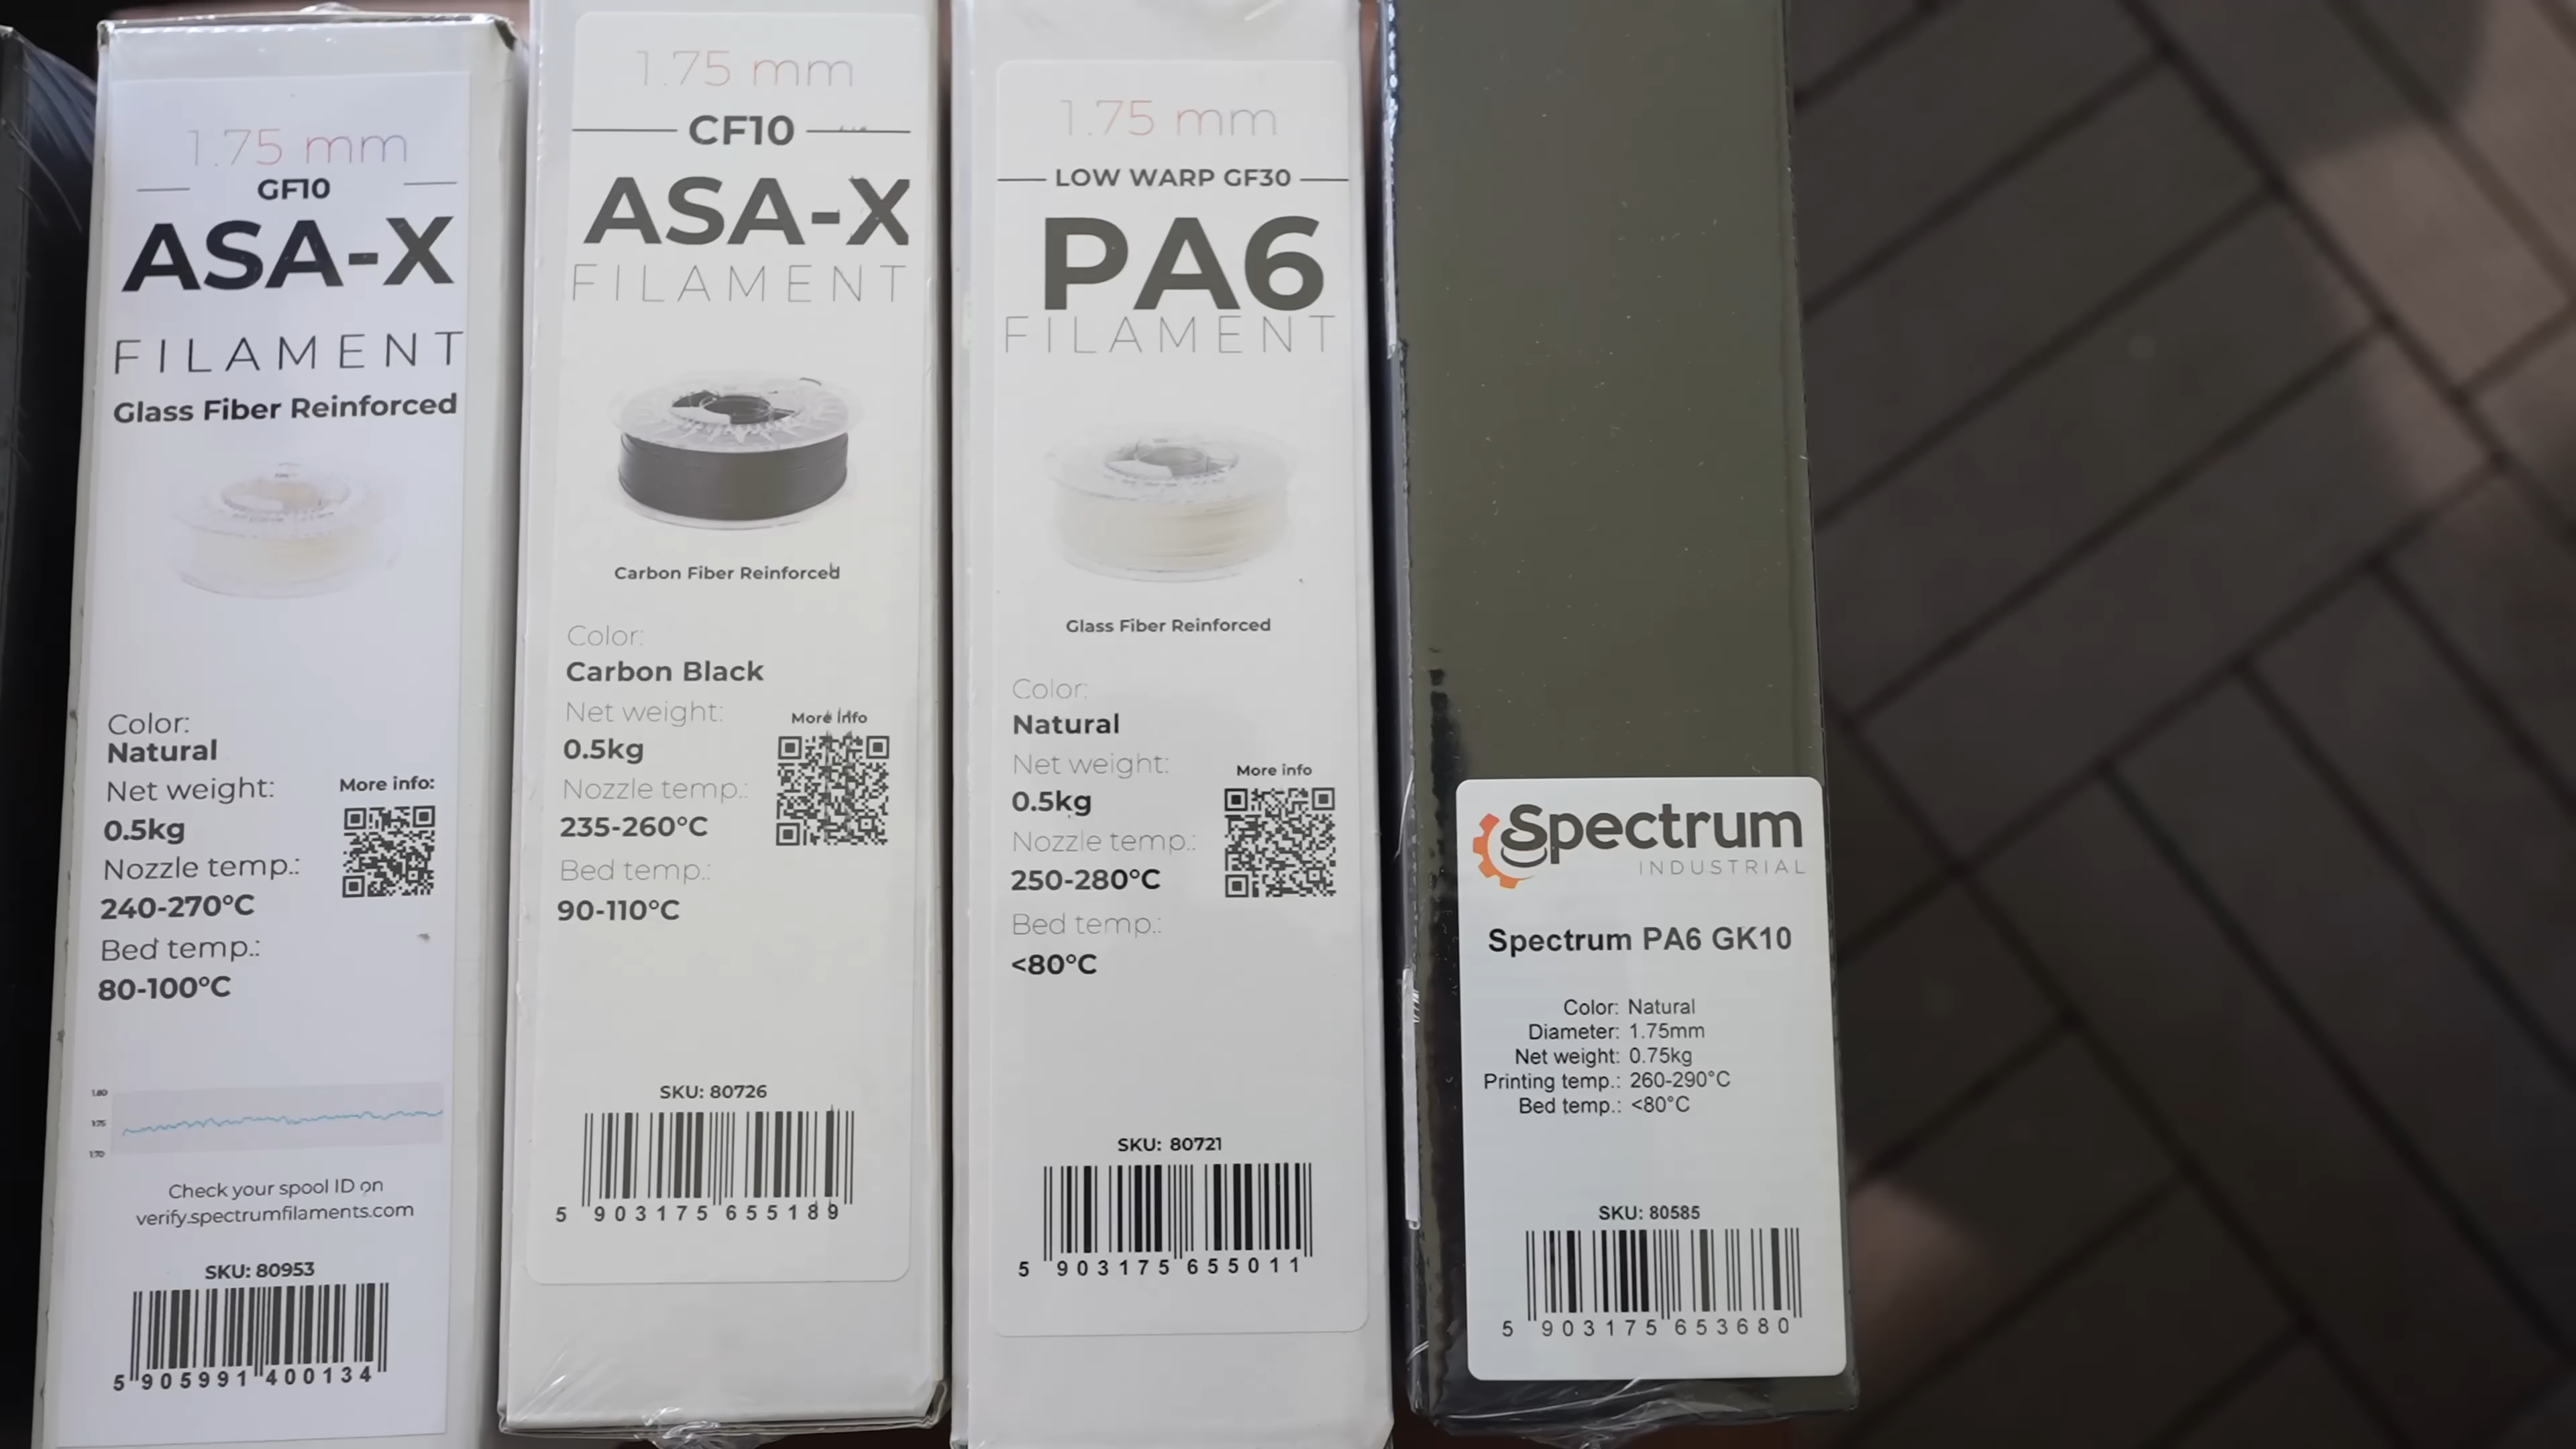 1.75 mm
GF10
ASA-X
FILAMENT
Glass Fiber Reinforced
Color:
Natural
Net weight:
0.5kg
Nozzle temp.:
240-270°C
Bed temp.:
80-100°C
More info:
1.80
1.75
1.70
Check your spool ID on
verify.spectrumfilaments.com
SKU: 80953
5 905991 400134
1.75 mm
CF10
ASA-X
FILAMENT
Carbon Fiber Reinforced
Color:
Carbon Black
Net weight:
0.5kg
Nozzle temp.:
235-260°C
Bed temp.:
90-110°C
More info
SKU: 80726
5 903175 655189
1.75 mm
LOW WARP GF30
PA6
FILAMENT
Glass Fiber Reinforced
Color:
Natural
Net weight:
0.5kg
Nozzle temp.:
250-280°C
Bed temp.:
<80°C
More info
SKU: 80721
5 903175 655011
Spectrum
INDUSTRIAL
Spectrum PA6 GK10
Color: Natural
Diameter: 1.75mm
Net weight: 0.75kg
Printing temp.: 260-290°C
Bed temp.: <80°C
SKU: 80585
5 903175 653680